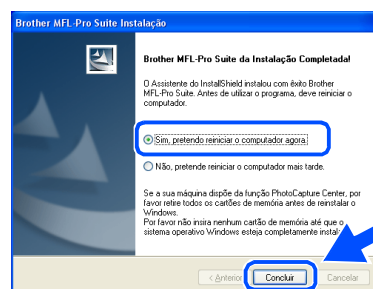 Brother MFL-Pro Suite Instalação
Brother MFL-Pro Suite da Instalação Completada!
O Assistente do InstallShield instalou com êxito Brother
MFL-Pro Suite. Antes de utilizar o programa, deve reiniciar o
computador.
Sim, pretendo reiniciar o computador agora.
Não, pretende reiniciar o computador mais tarde.
Se a sua máquina dispõe da função PhotoCapture Center, por
favor retire todos os cartões de memória antes de reinstalar o
Windows.
Por favor não insira nenhum cartão de memória até que o
sistema operativo Windows esteja completamente
< Anterior
Concluir
Cancelar